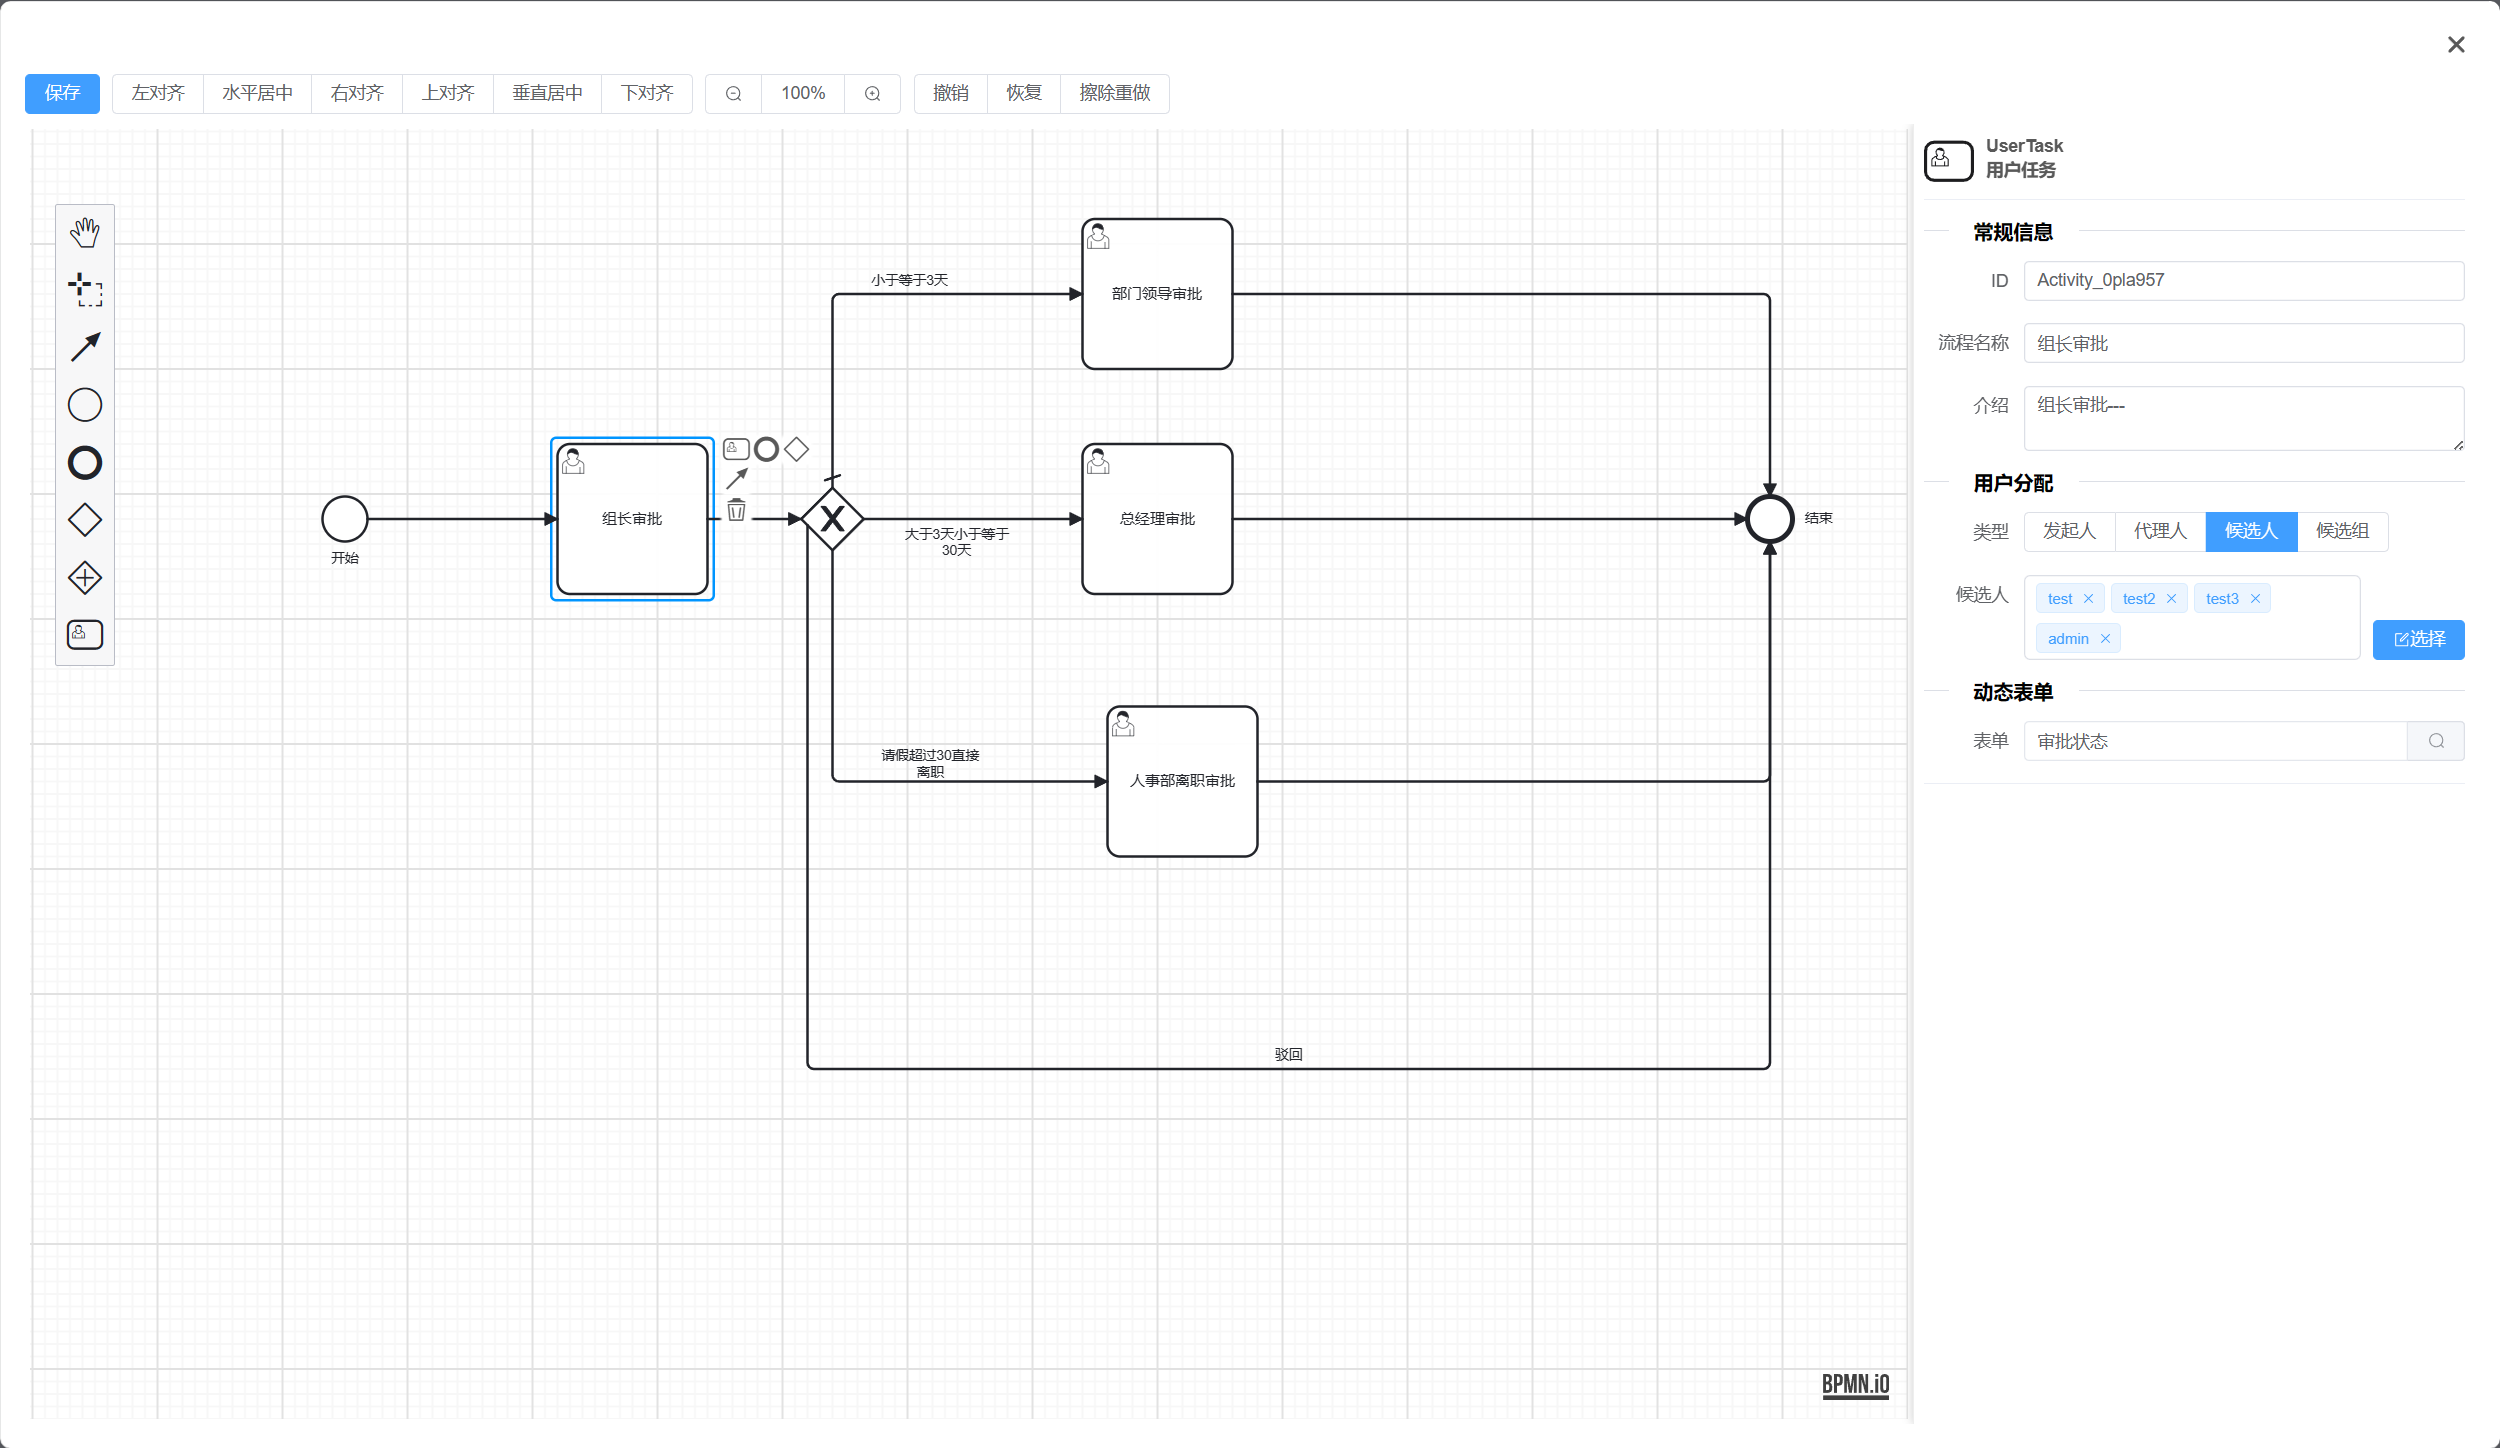 保存
左对齐
水平居中
右对齐
上对齐
垂直居中
下对齐
100%
撤销
恢复
擦除重做
小于等于3天
部门领导审批
开始
组长审批
大于3天小于等于
30天
总经理审批
结束
请假超过30直接
离职
人事部离职审批
驳回
BPMN.iO
UserTask
用户任务
常规信息
ID
Activity_0pla957
流程名称
组长审批
介绍
组长审批---
用户分配
类型
发起人
代理人
候选人
候选组
候选人
test
test2
test3
admin
选择
动态表单
表单
审批状态